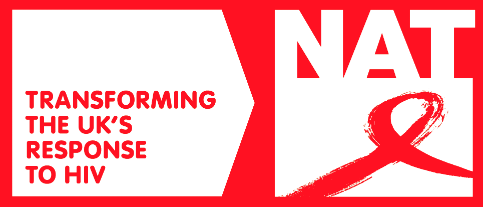 TRANSFORMING
THE UK'S
RESPONSE
TO HIV
NAT